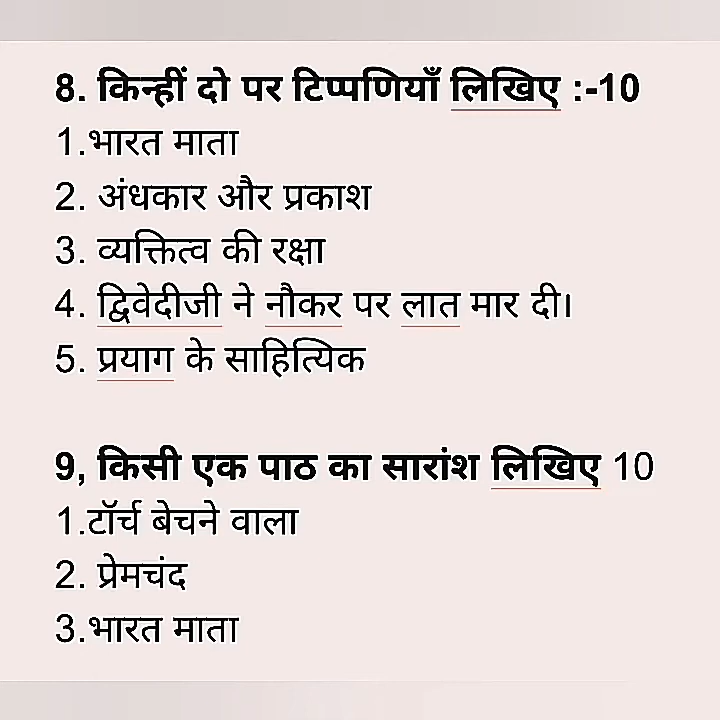 8. किन्हीं दो पर टिप्पणियाँ लिखिए :-10
1.भारत माता
2. अंधकार और प्रकाश
3. व्यक्तित्व की रक्षा
4. द्विवेदीजी ने नौकर पर लात मार दी।
5. प्रयाग के साहित्यिक
9, किसी एक पाठ का सारांश लिखिए 10
1.टॉर्च बेचने वाला
2. प्रेमचंद
3.भारत माता